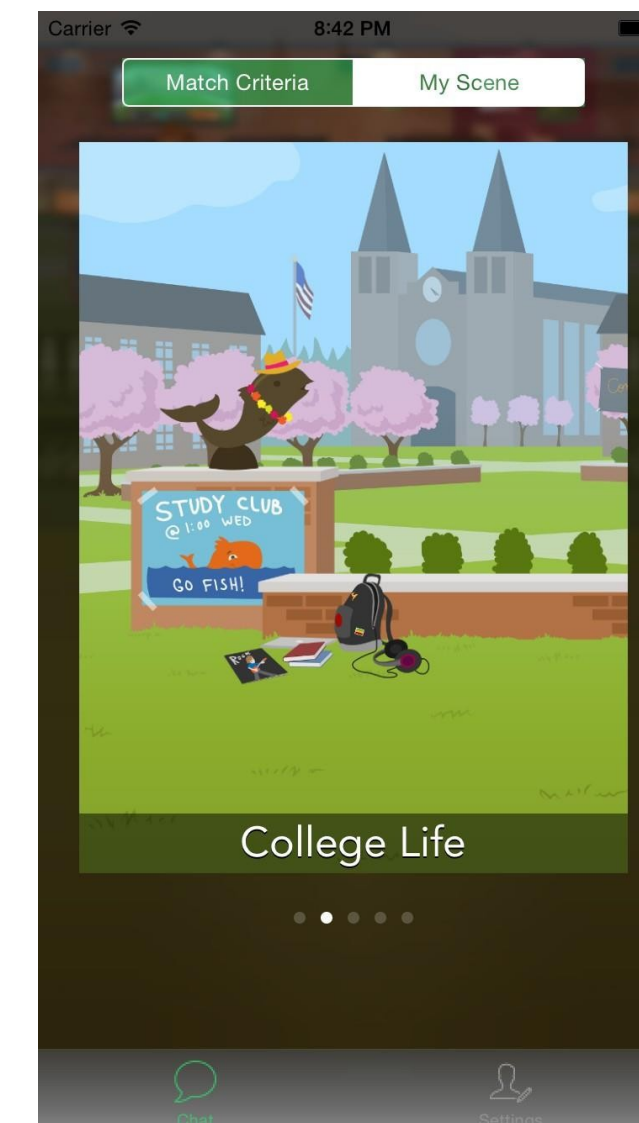 Carrier 8:42 PM
Match Criteria My Scene
STUDY CLUB
@ 1:00 WED
GO FISH!
College Life
Chat Settings